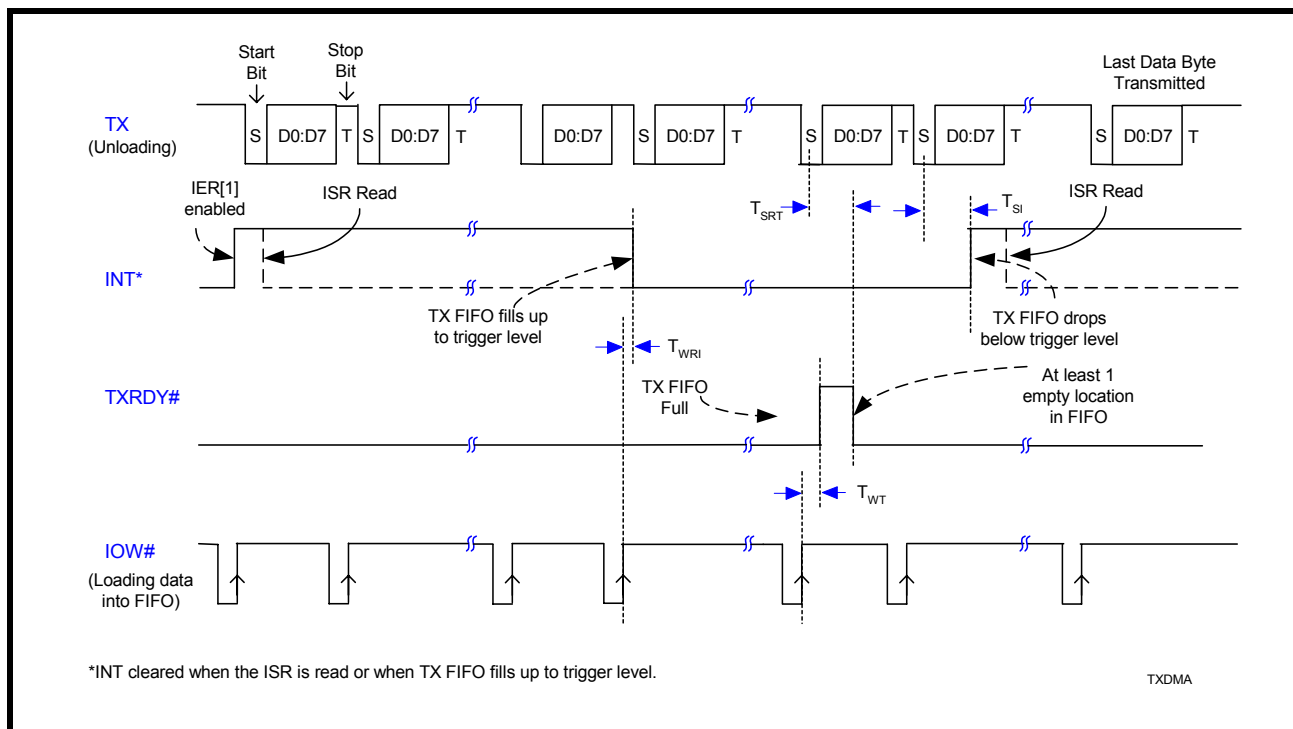 Start
Bit
Stop
Bit
Last Data Byte
Transmitted
TX
(Unloading)
S D0:D7 T S D0:D7 T D0:D7 D0:D7 T S D0:D7 T S D0:D7 T S D0:D7 T
IER[1]
enabled
ISR Read
TSRT
TSI
ISR Read
INT*
TX FIFO fills up
to trigger level
TX FIFO drops
below trigger level
TWRI
TXRDY#
TX FIFO
Full
At least 1
empty location
in FIFO
TWT
IOW#
(Loading data
into FIFO)
*INT cleared when the ISR is read or when TX FIFO fills up to trigger level.
TXDMA